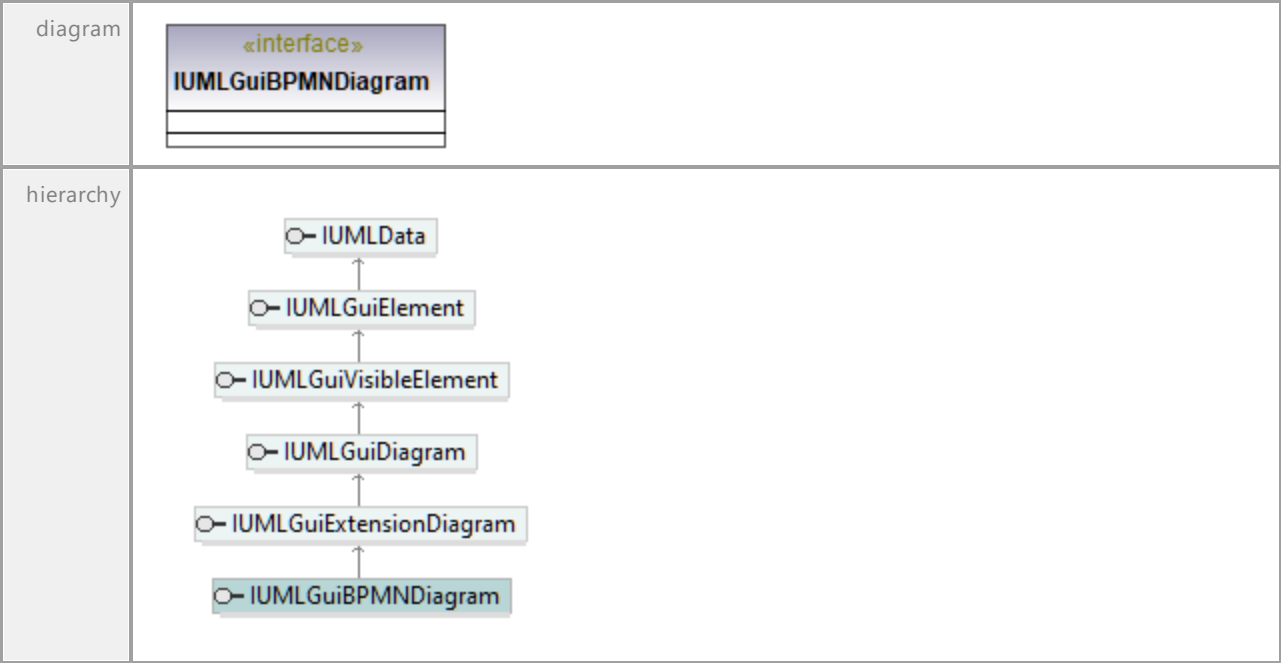 diagram
«interface»
IUMLGuiBPMNDiagram
hierarchy
IUMLData
IUMLGuiElement
IUMLGuiVisibleElement
IUMLGuiDiagram
IUMLGuiExtensionDiagram
IUMLGuiBPMNDiagram